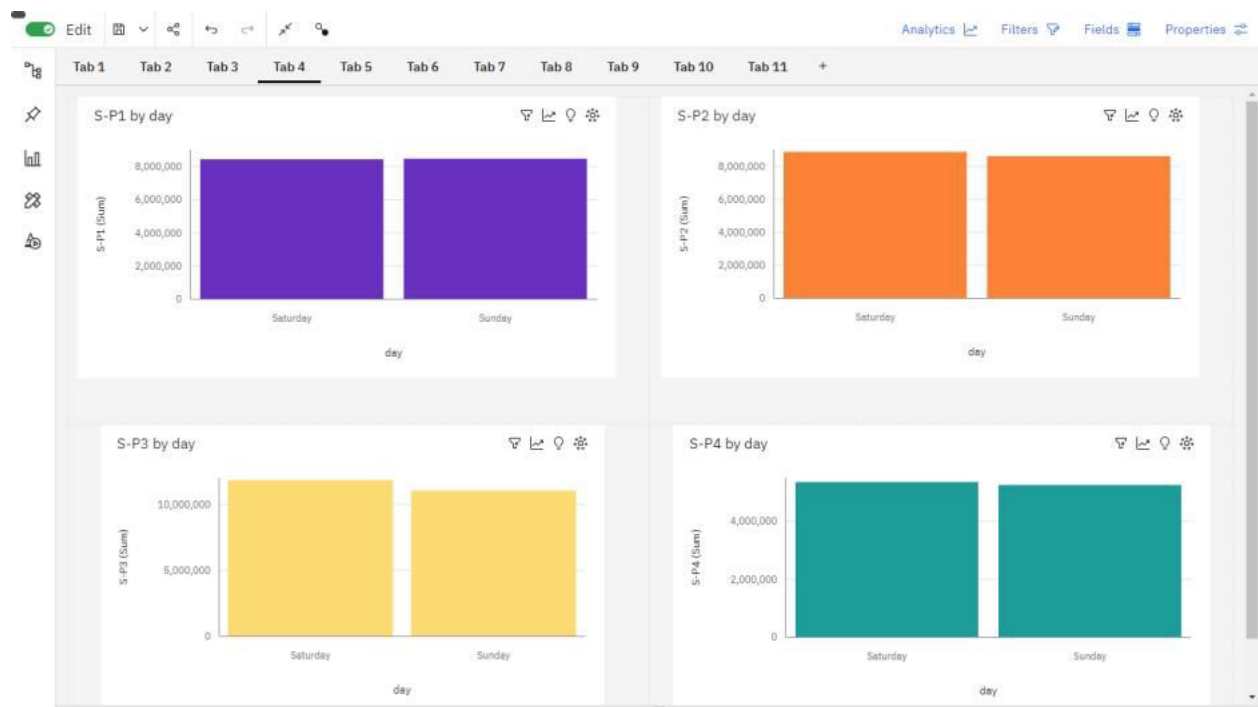 Edit
Analytics
Filters
Fields
Properties
Tab 1
Tab 2
Tab 3
Tab 4
Tab 5
Tab 6
Tab 7
Tab 8
Tab 9
Tab 10
Tab 11
+
S-P1 by day
8,000,000
6,000,000
4,000,000
2,000,000
0
S-P1 (Sum)
Saturday
Sunday
day
S-P2 by day
8,000,000
6,000,000
4,000,000
2,000,000
0
S-P2 (Sum)
Saturday
Sunday
day
S-P3 by day
10,000,000
5,000,000
0
S-P3 (Sum)
Saturday
Sunday
day
S-P4 by day
4,000,000
2,000,000
0
S-P4 (Sum)
Saturday
Sunday
day